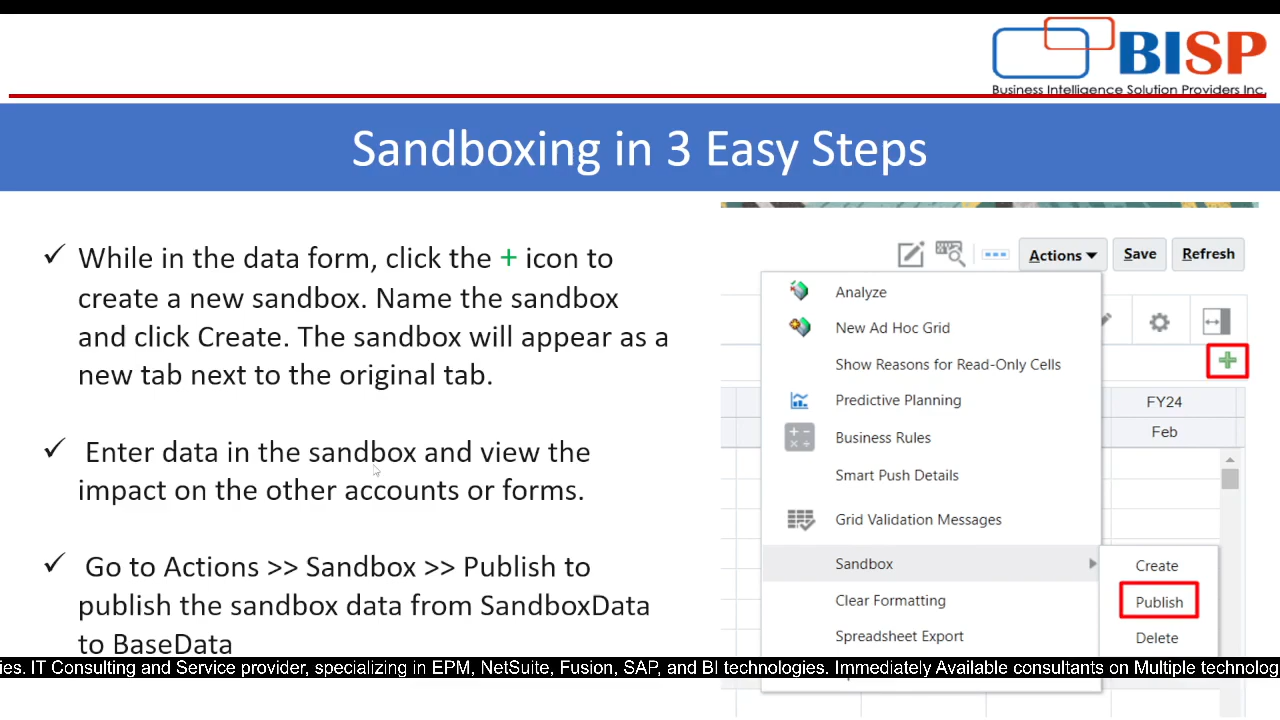 BISP
Business Intelligence Solution Providers Inc.
Sandboxing in 3 Easy Steps
✓ While in the data form, click the + icon to
create a new sandbox. Name the sandbox
and click Create. The sandbox will appear as a
new tab next to the original tab.
✓ Enter data in the sandbox and view the
impact on the other accounts or forms.
✓ Go to Actions >> Sandbox >> Publish to
publish the sandbox data from SandboxData
to BaseData
Actions Save Refresh
Analyze
New Ad Hoc Grid
Show Reasons for Read-Only Cells
Predictive Planning
Business Rules
Smart Push Details
Grid Validation Messages
Sandbox
Clear Formatting
Spreadsheet Export
FY24
Feb
Create
Publish
Delete
ies. IT Consulting and Service provider, specializing in EPM, NetSuite, Fusion, SAP, and BI technologies. Immediately Available consultants on Multiple technolog